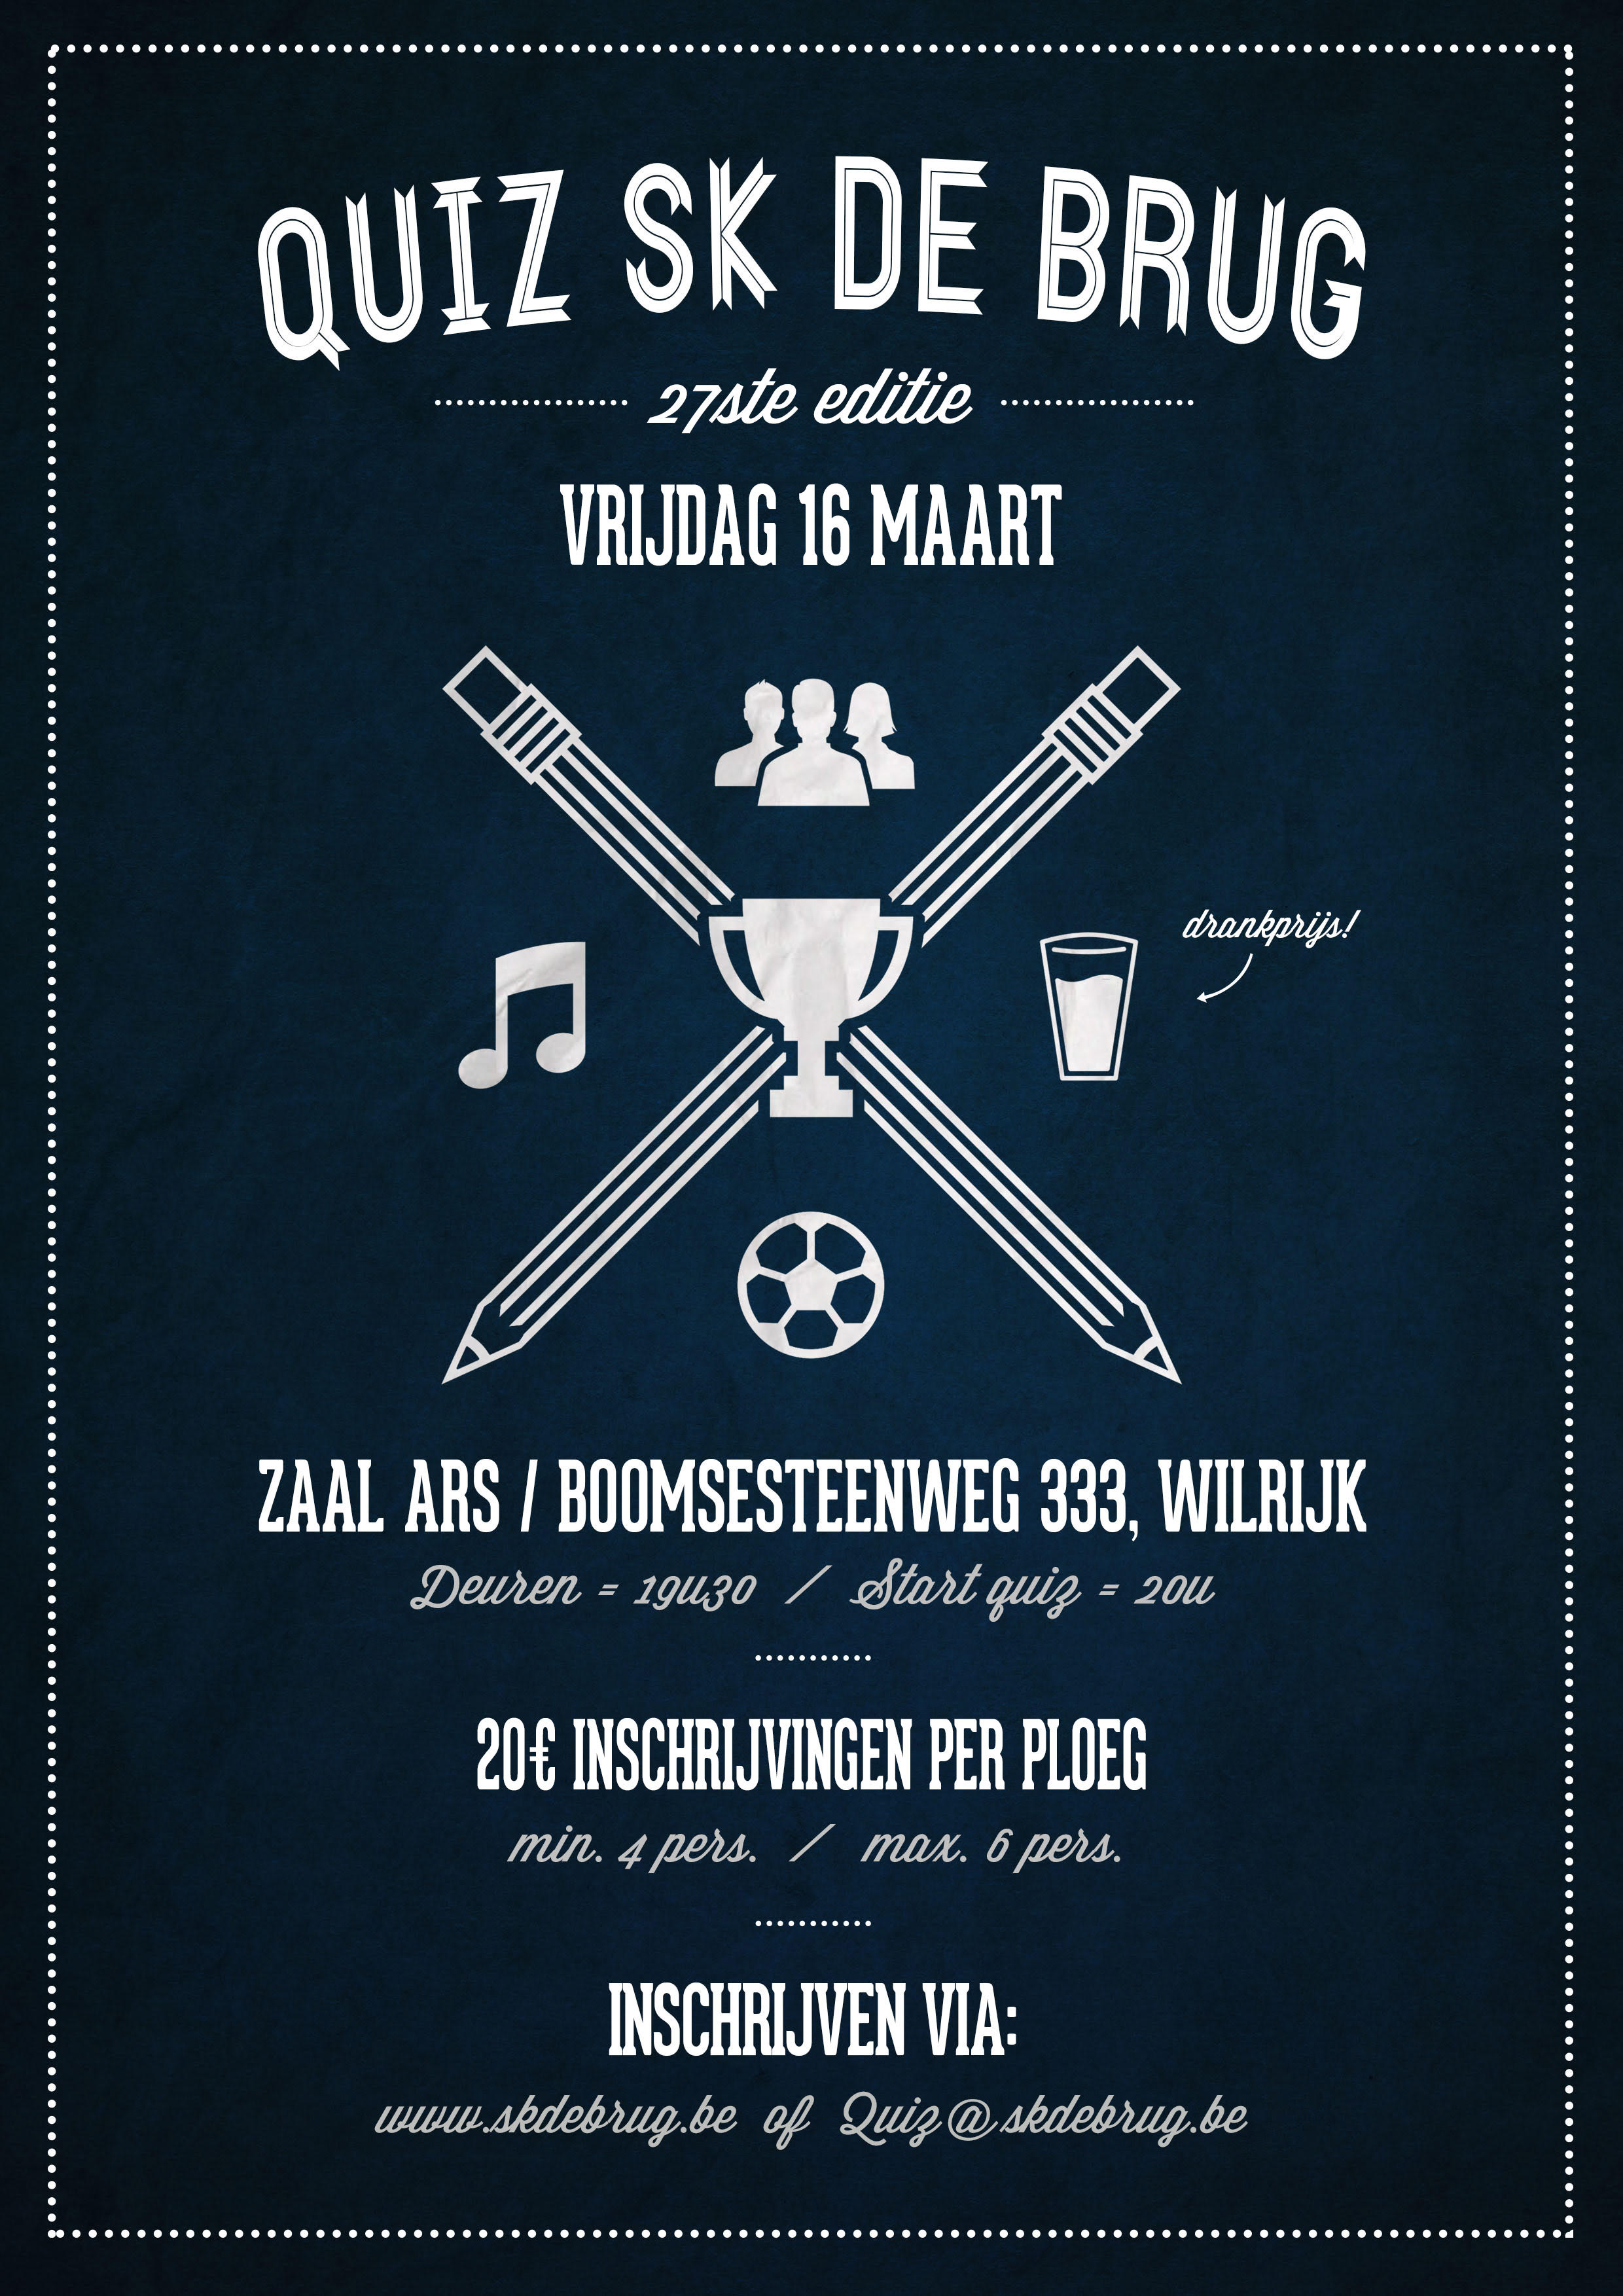 QUIZ SK DE BRUG
27ste editie
VRIJDAG 16 MAART
drankprijs!
ZAAL ARS / BOOMSESTEENWEG 333, WILRIJK
Deuren = 19u30 / Start quiz = 20u
20€ INSCHRIJVINGEN PER PLOEG
min. 4 pers. / max. 6 pers.
INSCHRIJVEN VIA:
www.skdebrug.be of Quiz@skdebrug.be